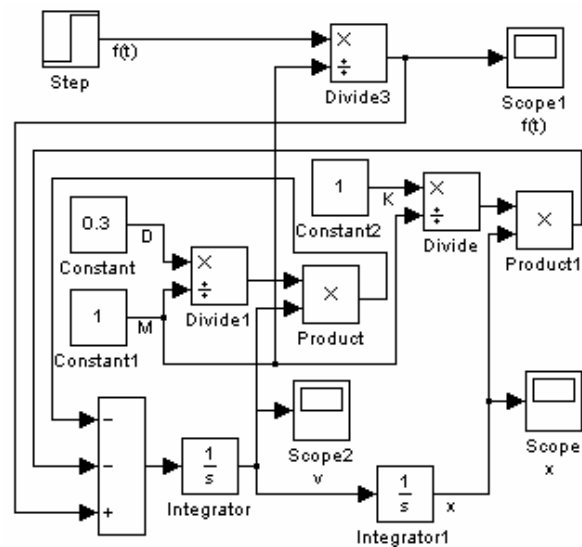 f(t)
Step
×
÷
Divide3
Scope1
f(t)
0.3
D
Constant
1
K
Constant2
×
÷
Divide
×
Product1
×
÷
Divide1
×
Product
1
M
Constant1
−
−
+
1
s
Integrator
Scope2
v
1
s
Integrator1
x
Scope
x